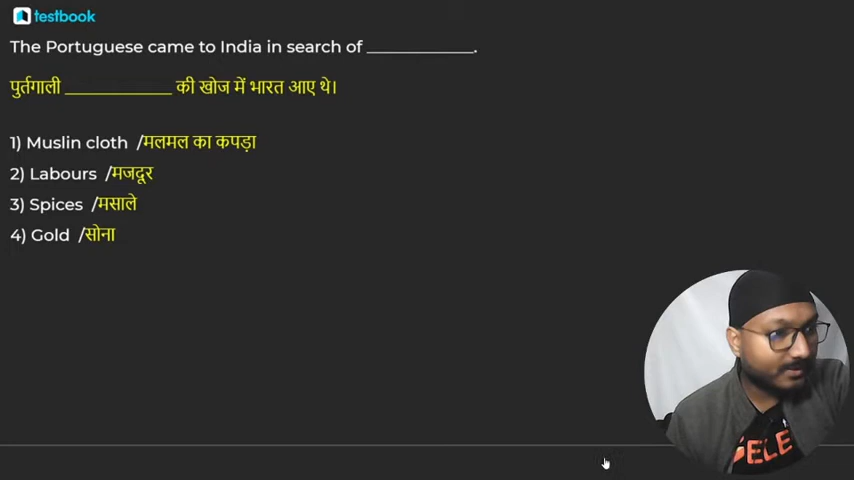 testbook
The Portuguese came to India in search of ____________.
पुर्तगाली ____________ की खोज में भारत आए थे।
1) Muslin cloth /मलमल का कपड़ा
2) Labours /मजदूर
3) Spices /मसाले
4) Gold /सोना